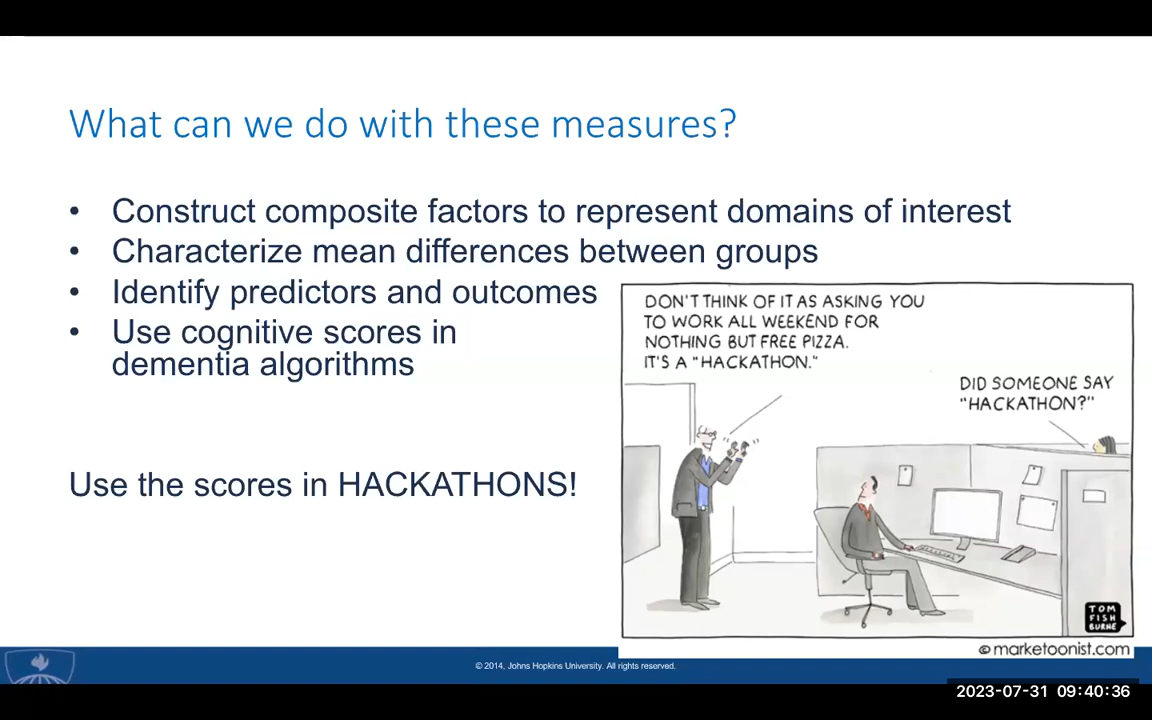 What can we do with these measures?
• Construct composite factors to represent domains of interest
• Characterize mean differences between groups
• Identify predictors and outcomes
• Use cognitive scores in
dementia algorithms
Use the scores in HACKATHONS!
DON'T THINK OF IT AS ASKING YOU
TO WORK ALL WEEKEND FOR
NOTHING BUT FREE PIZZA.
IT'S A "HACKATHON."
DID SOMEONE SAY
"HACKATHON?"
TOM
FISH
BURNE
© marketoonist.com
© 2014, Johns Hopkins University. All rights reserved.
2023-07-31 09:40:36